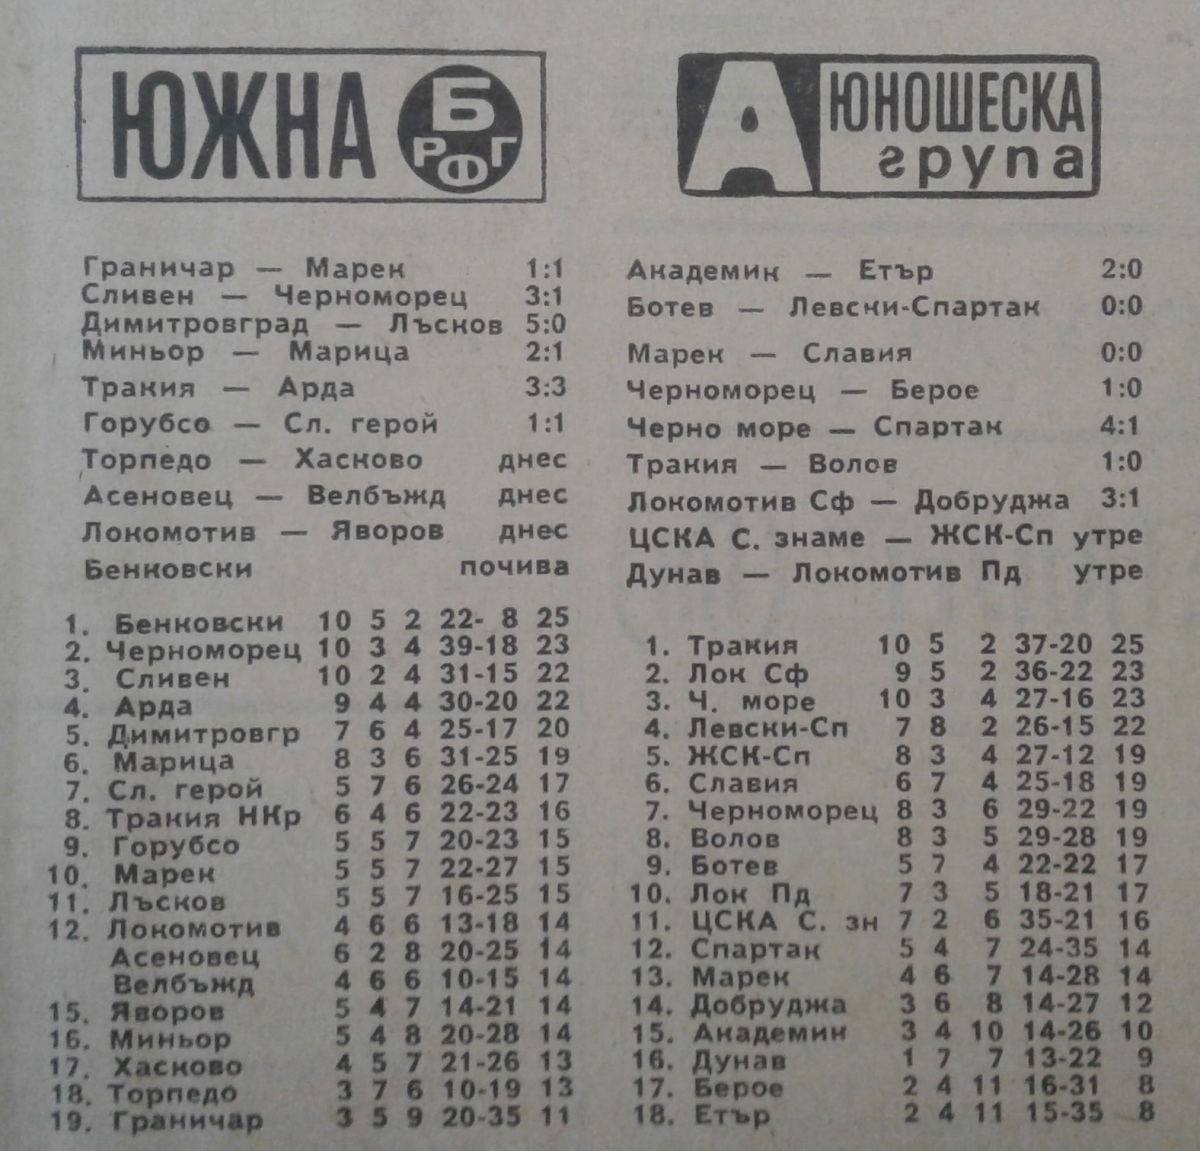 ЮЖНА Б РФГ
Граничар — Марек 1:1
Сливен — Черноморец 3:1
Димитровград — Лъсков 5:0
Миньор — Марица 2:1
Тракия — Арда 3:3
Горубсо — Сл. герой 1:1
Торпедо — Хасково днес
Асеновец — Велбъжд днес
Локомотив — Яворов днес
Бенковски почива
1. Бенковски 10 5 2 22- 8 25
2. Черноморец 10 3 4 39-18 23
3. Сливен 10 2 4 31-15 22
4. Арда 9 4 4 30-20 22
5. Димитровгр 7 6 4 25-17 20
6. Марица 8 3 6 31-25 19
7. Сл. герой 5 7 6 26-24 17
8. Тракия НКр 6 4 6 22-23 16
9. Горубсо 5 5 7 20-23 15
10. Марек 5 5 7 22-27 15
11. Лъсков 5 5 7 16-25 15
12. Локомотив 4 6 6 13-18 14
Асеновец 6 2 8 20-25 14
Велбъжд 4 6 6 10-15 14
15. Яворов 5 4 7 14-21 14
16. Миньор 5 4 8 20-28 14
17. Хасково 4 5 7 21-26 13
18. Торпедо 3 7 6 10-19 13
19. Граничар 3 5 9 20-35 11
А ЮНОШЕСКА
група
Академик — Етър 2:0
Ботев — Левски-Спартак 0:0
Марек — Славия 0:0
Черноморец — Берое 1:0
Черно море — Спартак 4:1
Тракия — Волов 1:0
Локомотив Сф — Добруджа 3:1
ЦСКА С. знаме — ЖСК-Сп утре
Дунав — Локомотив Пд утре
1. Тракия 10 5 2 37-20 25
2. Лок Сф 9 5 2 36-22 23
3. Ч. море 10 3 4 27-16 23
4. Левски-Сп 7 8 2 26-15 22
5. ЖСК-Сп 8 3 4 27-12 19
6. Славия 6 7 4 25-18 19
7. Черноморец 8 3 6 29-22 19
8. Волов 8 3 5 29-28 19
9. Ботев 5 7 4 22-22 17
10. Лок Пд 7 3 5 18-21 17
11. ЦСКА С. зн 7 2 6 35-21 16
12. Спартак 5 4 7 24-35 14
13. Марек 4 6 7 14-28 14
14. Добруджа 3 6 8 14-27 12
15. Академик 3 4 10 14-26 10
16. Дунав 1 7 7 13-22 9
17. Берое 2 4 11 16-31 8
18. Етър 2 4 11 15-35 8